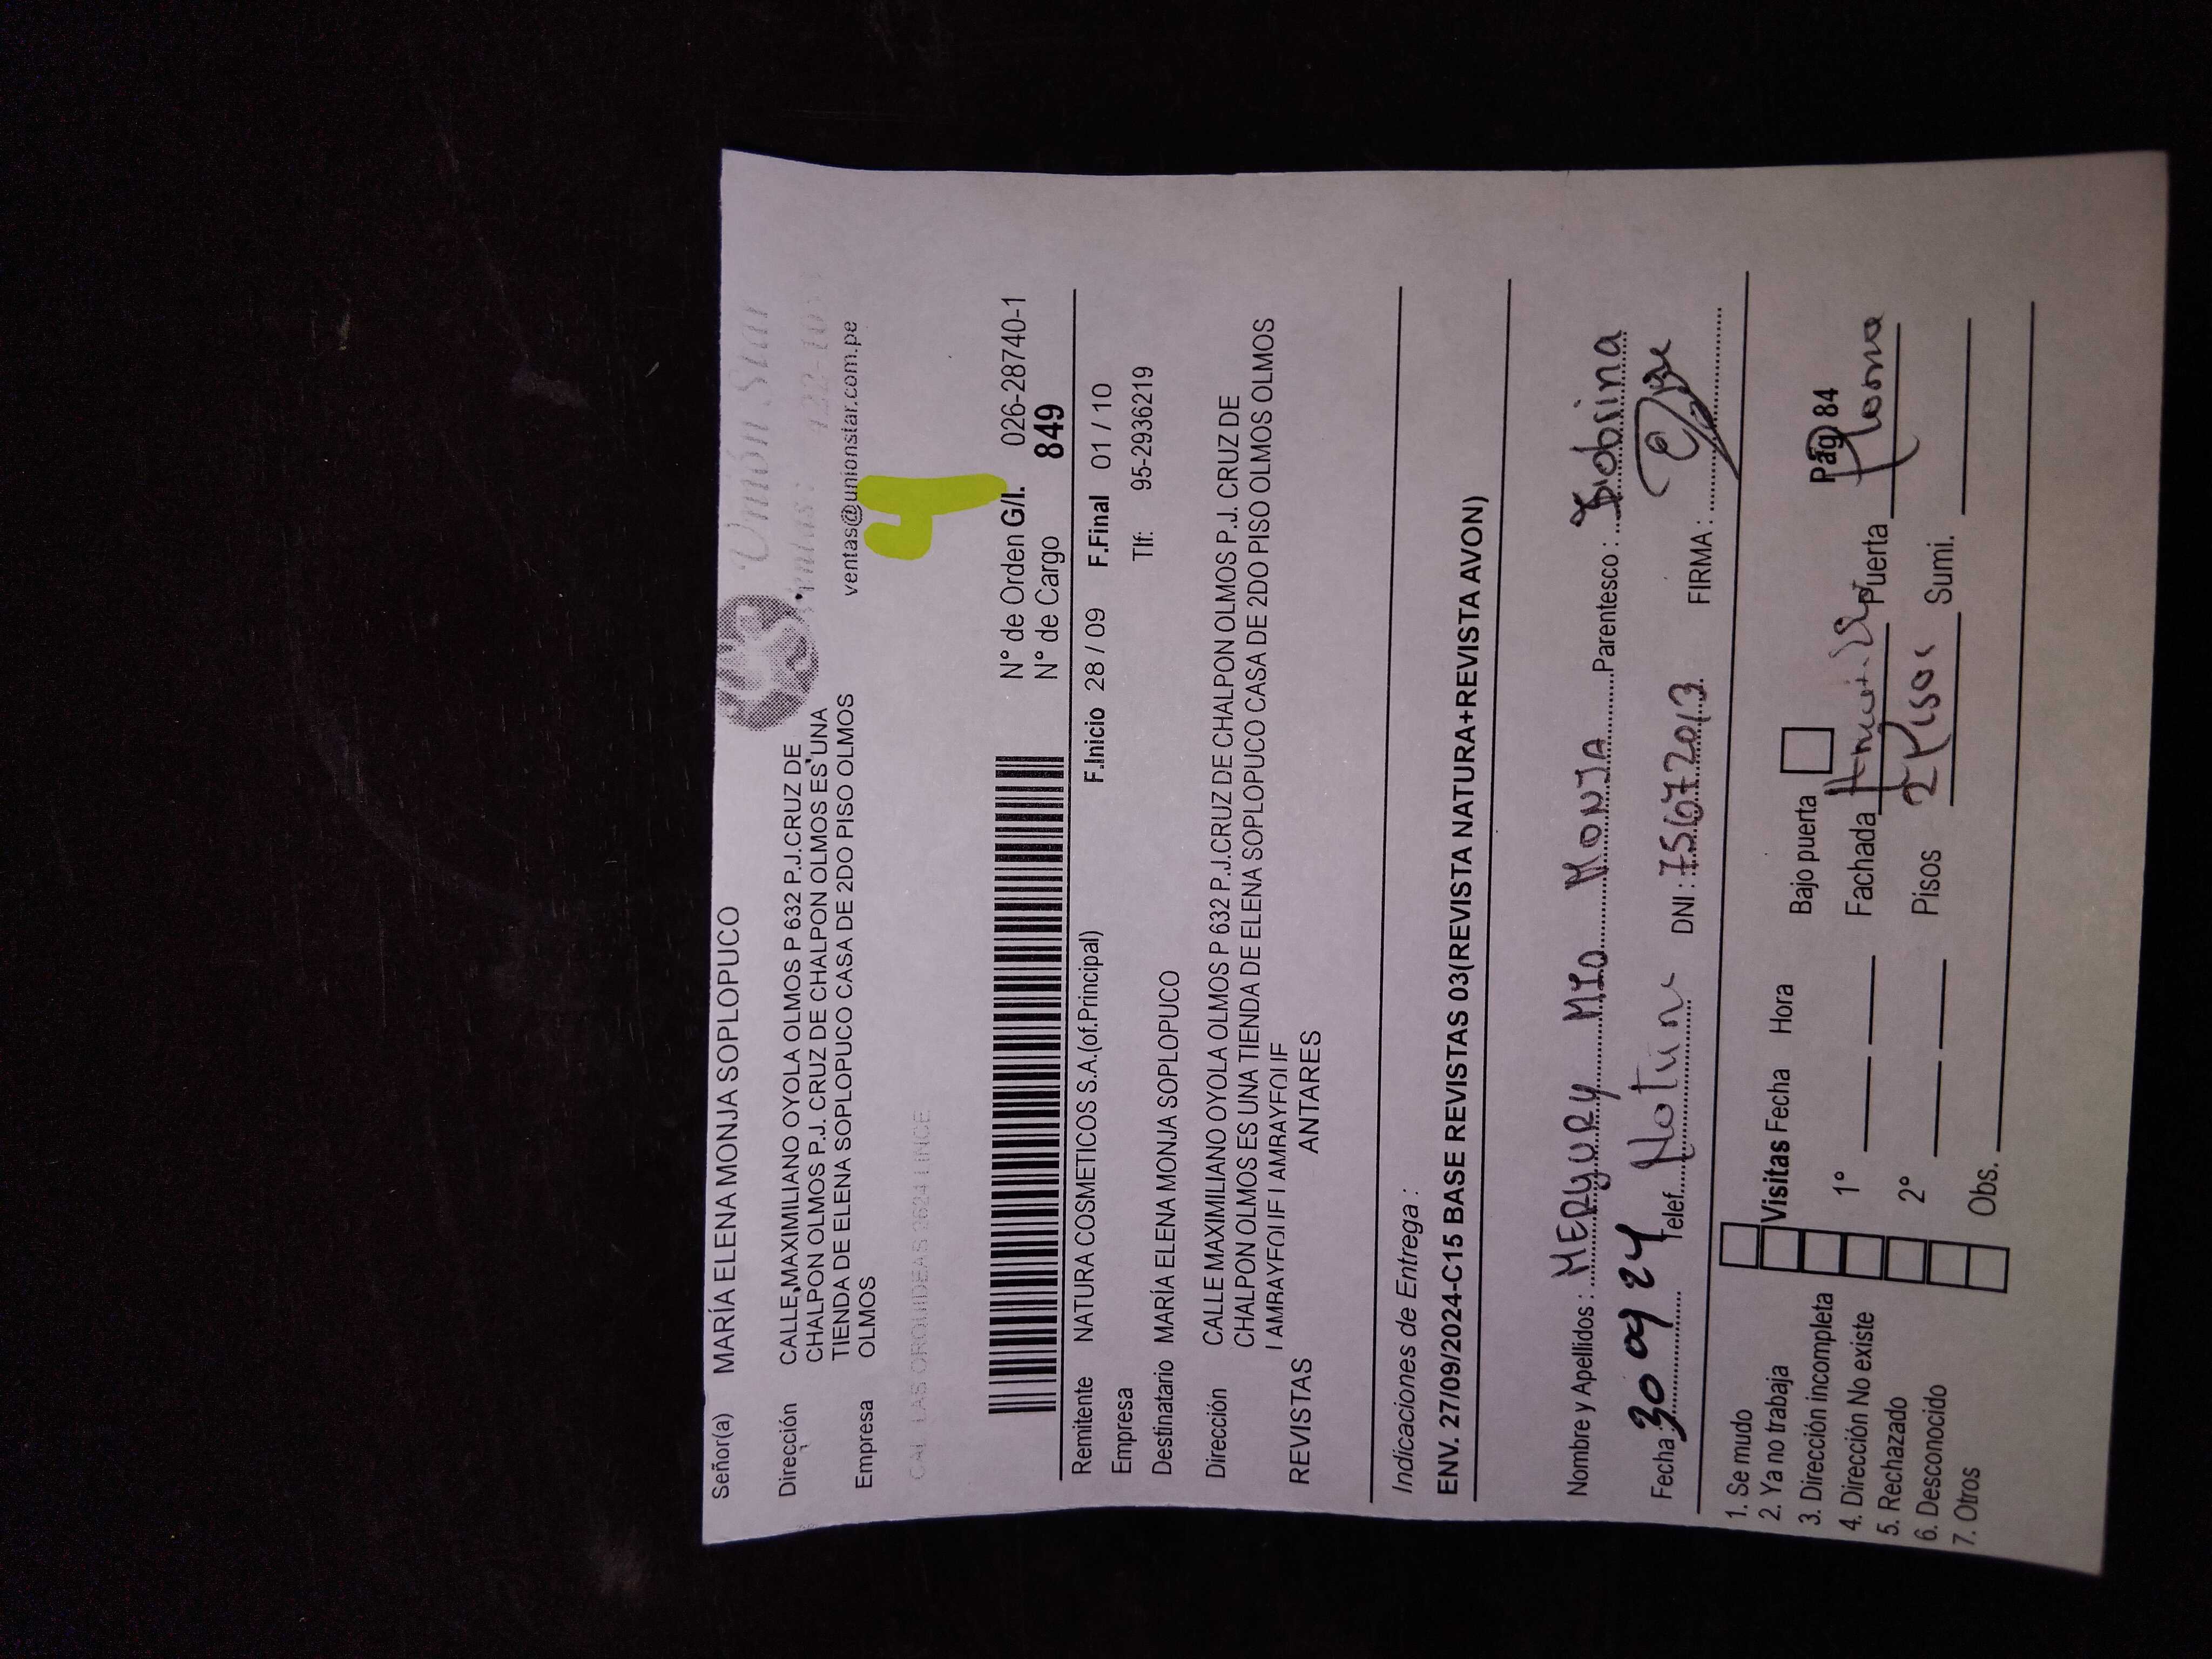 Señor(a) MARÍA ELENA MONJA SOPLOPUCO
Unión Star
Dirección CALLE MAXIMILIANO OYOLA OLMOS P 632 P.J.CRUZ DE
CHALPON OLMOS P.J. CRUZ DE CHALPON OLMOS ES UNA
TIENDA DE ELENA SOPLOPUCO CASA DE 2DO PISO OLMOS
ventas@unionstar.com.pe
Empresa OLMOS
4
CAL LAS ORQUIDEAS 2624 LINCE
N° de Orden G/I. 026-28740-1
N° de Cargo 849
Remitente NATURA COSMETICOS S.A.(of.Principal) F.Inicio 28 / 09 F.Final 01 / 10
Empresa Tlf: 95-2936219
Destinatario MARÍA ELENA MONJA SOPLOPUCO
Dirección CALLE MAXIMILIANO OYOLA OLMOS P 632 P.J.CRUZ DE CHALPON OLMOS P.J. CRUZ DE
CHALPON OLMOS ES UNA TIENDA DE ELENA SOPLOPUCO CASA DE 2DO PISO OLMOS OLMOS
REVISTAS ANTARES
Indicaciones de Entrega :
ENV. 27/09/2024-C15 BASE REVISTAS 03(REVISTA NATURA+REVISTA AVON)
Nombre y Apellidos : MERQURY MIO MONJA Parentesco : Sobrina
Fecha: 30 09 24 Telef. DNI: 75672013 FIRMA :
1. Se mudo
2. Ya no trabaja Visitas Fecha Hora Bajo puerta Pág) 84
3. Dirección incompleta
4. Dirección No existe 1° Fachada Puerta Plomo
5. Rechazado
6. Desconocido 2° Pisos 2 Pisos Sumi.
7. Otros Obs.